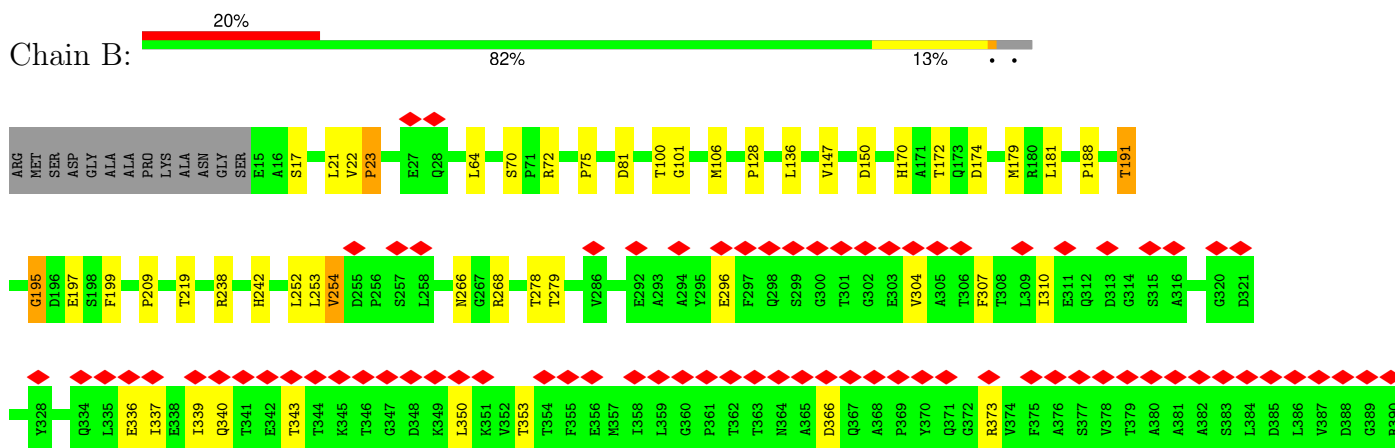 20%
Chain B:
82% 13% • •
ARG MET SER ASP GLY ALA ALA PRO LYS ALA ASN GLY SER E15 A16 S17 L21 V22 P23 E27 Q28 L64 S70 P71 R72 P75 D81 T100 G101 M106 P128 L136 V147 D150 H170 A171 T172 Q173 D174 M179 R180 L181 P188 T191
G195 D196 E197 S198 F199 P209 T219 R238 H242 L252 L253 V254 D255 P256 S257 L258 N266 G267 R268 T278 T279 V286 E292 A293 A294 Y295 E296 F297 Q298 S299 G300 T301 G302 E303 V304 A305 T306 F307 T308 L309 I310 E311 Q312 D313 G314 S315 A316 G320 D321
Y328 Q334 L335 E336 I337 E338 I339 Q340 T341 E342 T343 T344 K345 T346 G347 D348 K349 L350 K351 V352 T353 T354 F355 E356 M357 I358 L359 G360 P361 T362 T363 N364 A365 D366 Q367 A368 P369 Y370 Q371 G372 R373 V374 F375 A376 S377 V378 T379 A380 A381 A382 S383 L384 D385 L386 V387 D388 G389